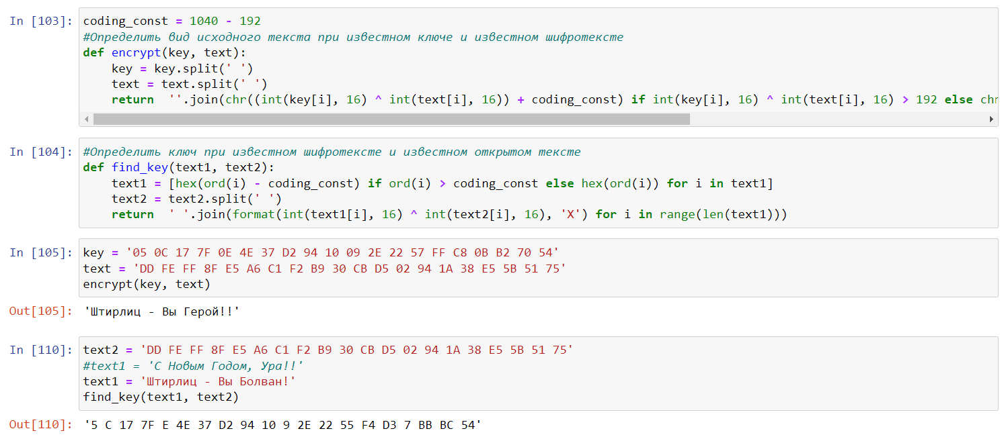 In [103]: coding_const = 1040 - 192
#Определить вид исходного текста при известном ключе и известном шифротексте
def encrypt(key, text):
    key = key.split(' ')
    text = text.split(' ')
    return  ''.join(chr((int(key[i], 16) ^ int(text[i], 16)) + coding_const) if int(key[i], 16) ^ int(text[i], 16) > 192 else chr
In [104]: #Определить ключ при известном шифротексте и известном открытом тексте
def find_key(text1, text2):
    text1 = [hex(ord(i) - coding_const) if ord(i) > coding_const else hex(ord(i)) for i in text1]
    text2 = text2.split(' ')
    return  ' '.join(format(int(text1[i], 16) ^ int(text2[i], 16), 'X') for i in range(len(text1)))
In [105]: key = '05 0C 17 7F 0E 4E 37 D2 94 10 09 2E 22 57 FF C8 0B B2 70 54'
text = 'DD FE FF 8F E5 A6 C1 F2 B9 30 CB D5 02 94 1A 38 E5 5B 51 75'
encrypt(key, text)
Out[105]: 'Штирлиц - Вы Герой!!'
In [110]: text2 = 'DD FE FF 8F E5 A6 C1 F2 B9 30 CB D5 02 94 1A 38 E5 5B 51 75'
#text1 = 'С Новым Годом, Ура!!'
text1 = 'Штирлиц - Вы Болван!'
find_key(text1, text2)
Out[110]: '5 C 17 7F E 4E 37 D2 94 10 9 2E 22 55 F4 D3 7 BB BC 54'